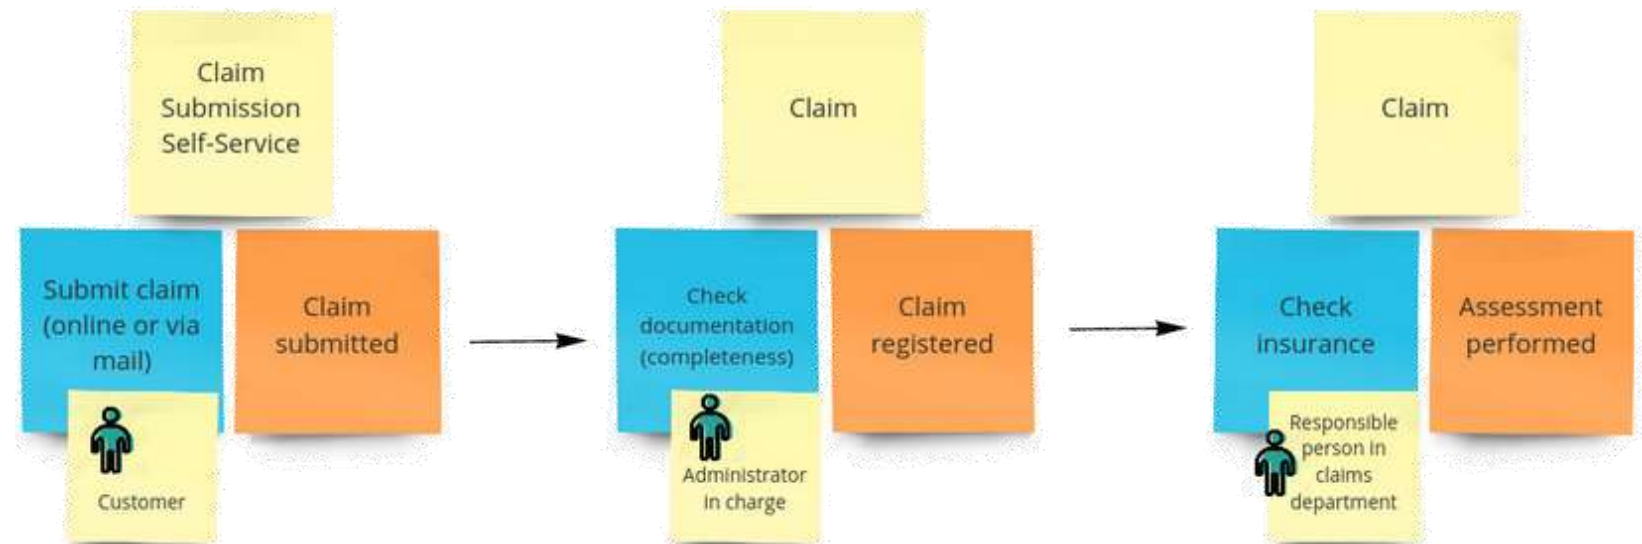 Claim
Submission
Self-Service
Submit claim
(online or via
mail)
Customer
Claim
submitted
Claim
Check
documentation
(completeness)
Administrator
in charge
Claim
registered
Claim
Check
insurance
Responsible
person in
claims
department
Assessment
performed